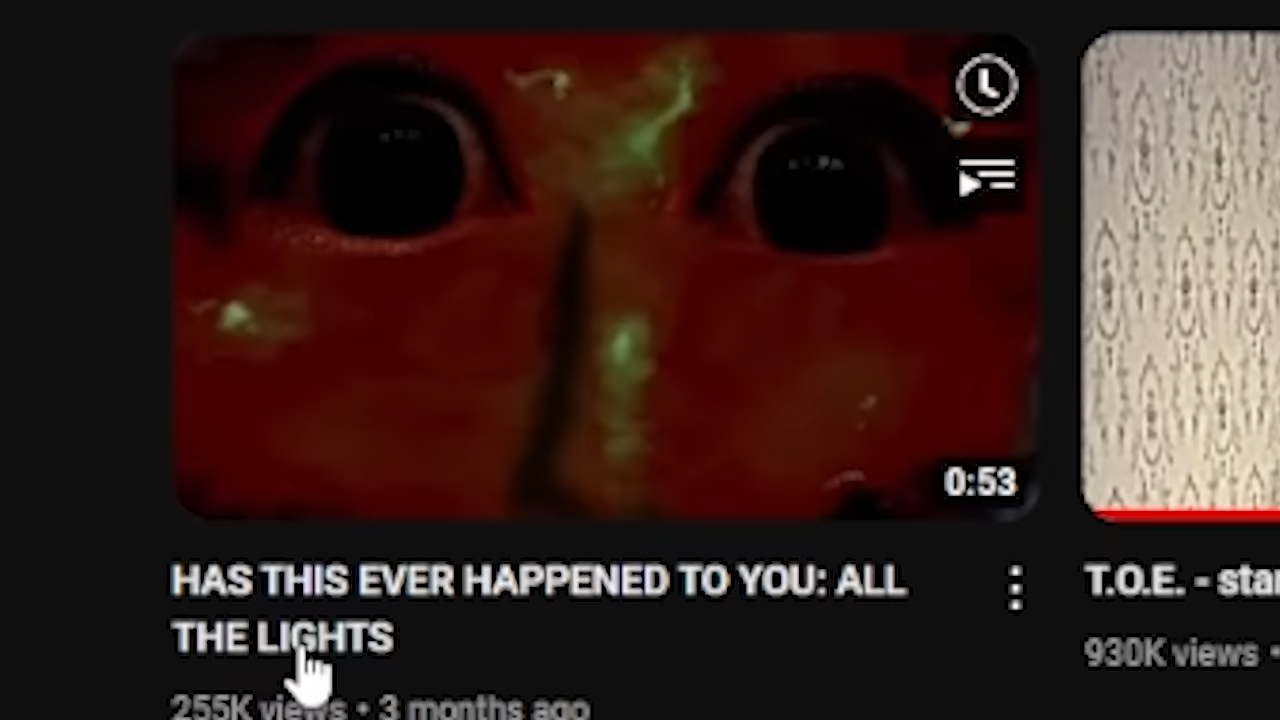 0:53
HAS THIS EVER HAPPENED TO YOU: ALL
THE LIGHTS
255K views • 3 months ago
T.O.E. - star
930K views •